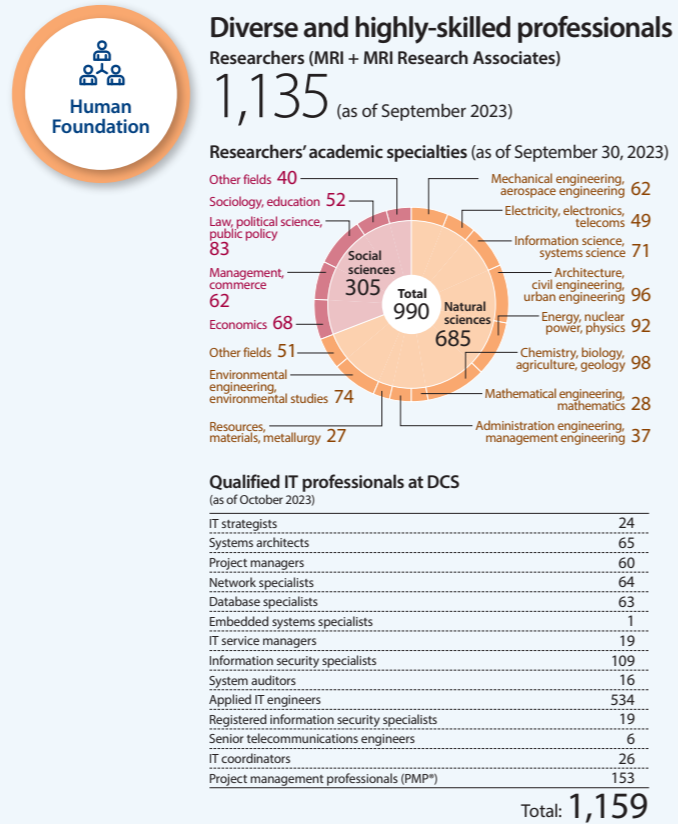 Human
Foundation
Diverse and highly-skilled professionals
Researchers (MRI + MRI Research Associates)
1,135 (as of September 2023)
Researchers’ academic specialties (as of September 30, 2023)
Other fields 40
Sociology, education 52
Law, political science,
public policy
83
Management,
commerce
62
Economics 68
Other fields 51
Environmental
engineering,
environmental studies 74
Resources,
materials, metallurgy 27
Social
sciences
305
Total
990
Natural
sciences
685
Mechanical engineering,
aerospace engineering 62
Electricity, electronics,
telecoms 49
Information science,
systems science 71
Architecture,
civil engineering,
urban engineering 96
Energy, nuclear
power, physics 92
Chemistry, biology,
agriculture, geology 98
Mathematical engineering,
mathematics 28
Administration engineering,
management engineering 37
Qualified IT professionals at DCS
(as of October 2023)
IT strategists 24
Systems architects 65
Project managers 60
Network specialists 64
Database specialists 63
Embedded systems specialists 1
IT service managers 19
Information security specialists 109
System auditors 16
Applied IT engineers 534
Registered information security specialists 19
Senior telecommunications engineers 6
IT coordinators 26
Project management professionals (PMP®) 153
Total: 1,159